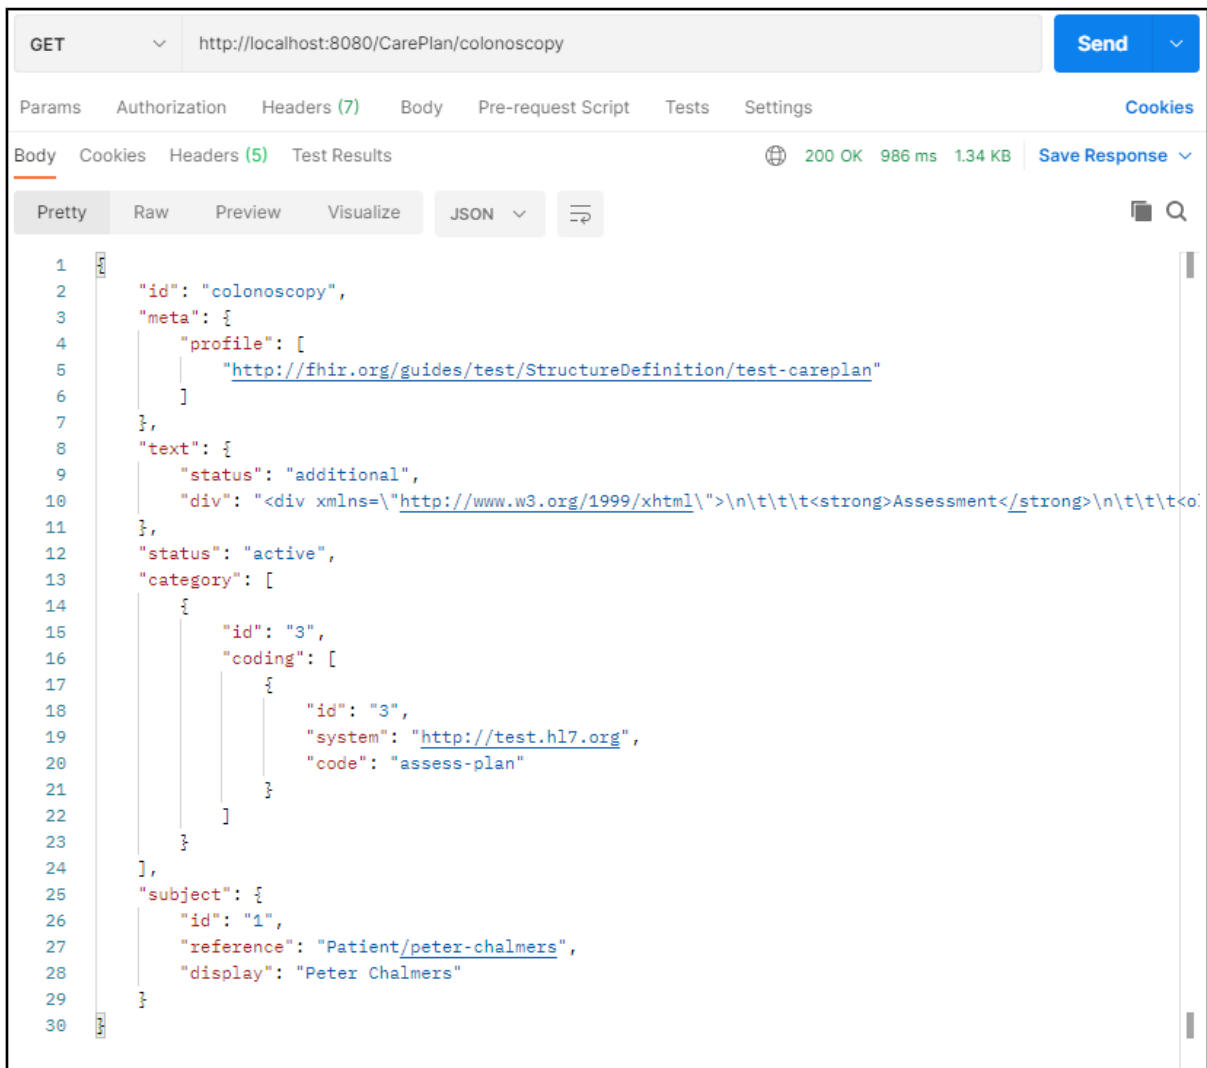 GET http://localhost:8080/CarePlan/colonoscopy Send
Params Authorization Headers (7) Body Pre-request Script Tests Settings Cookies
Body Cookies Headers (5) Test Results 200 OK 986 ms 1.34 KB Save Response
Pretty Raw Preview Visualize JSON
1 {
2 "id": "colonoscopy",
3 "meta": {
4 "profile": [
5 "http://fhir.org/guides/test/StructureDefinition/test-careplan"
6 ]
7 },
8 "text": {
9 "status": "additional",
10 "div": "<div xmlns=\"http://www.w3.org/1999/xhtml\">\n\t\t\t<strong>Assessment</strong>\n\t\t\t<o
11 },
12 "status": "active",
13 "category": [
14 {
15 "id": "3",
16 "coding": [
17 {
18 "id": "3",
19 "system": "http://test.hl7.org",
20 "code": "assess-plan"
21 }
22 ]
23 }
24 ],
25 "subject": {
26 "id": "1",
27 "reference": "Patient/peter-chalmers",
28 "display": "Peter Chalmers"
29 }
30 }